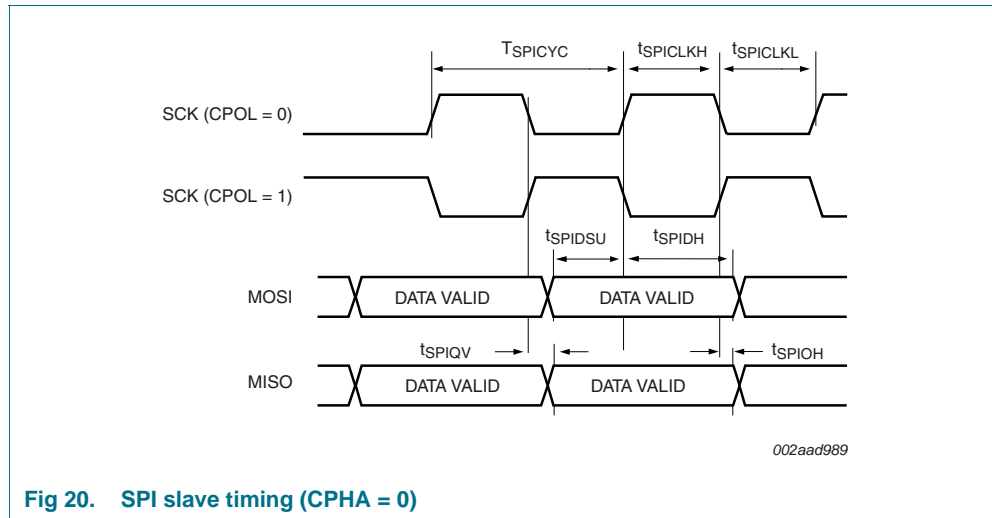 TSPICYC tSPICLKH tSPICLKL
SCK (CPOL = 0)
SCK (CPOL = 1)
tSPIDSU tSPIDH
MOSI DATA VALID DATA VALID
tSPIQV tSPIOH
MISO DATA VALID DATA VALID
002aad989
Fig 20. SPI slave timing (CPHA = 0)